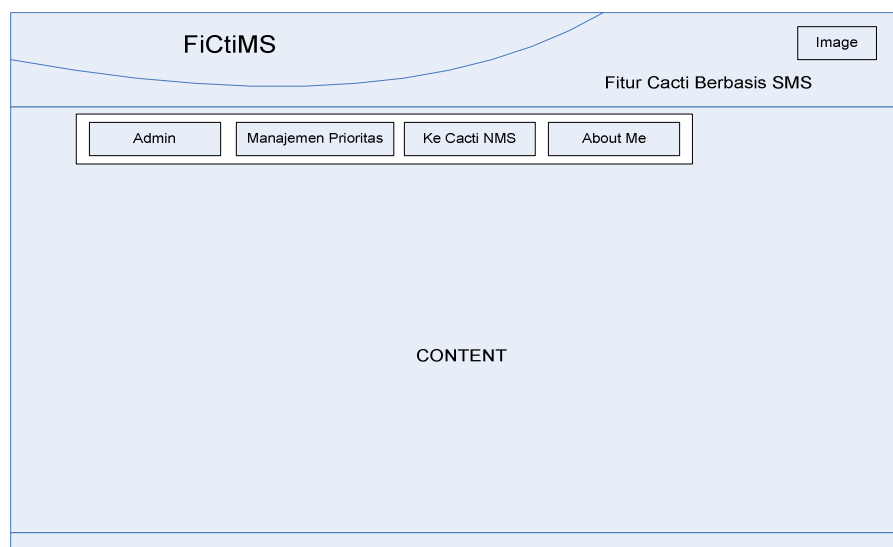 FiCtiMS
Image
Fitur Cacti Berbasis SMS
Admin
Manajemen Prioritas
Ke Cacti NMS
About Me
CONTENT